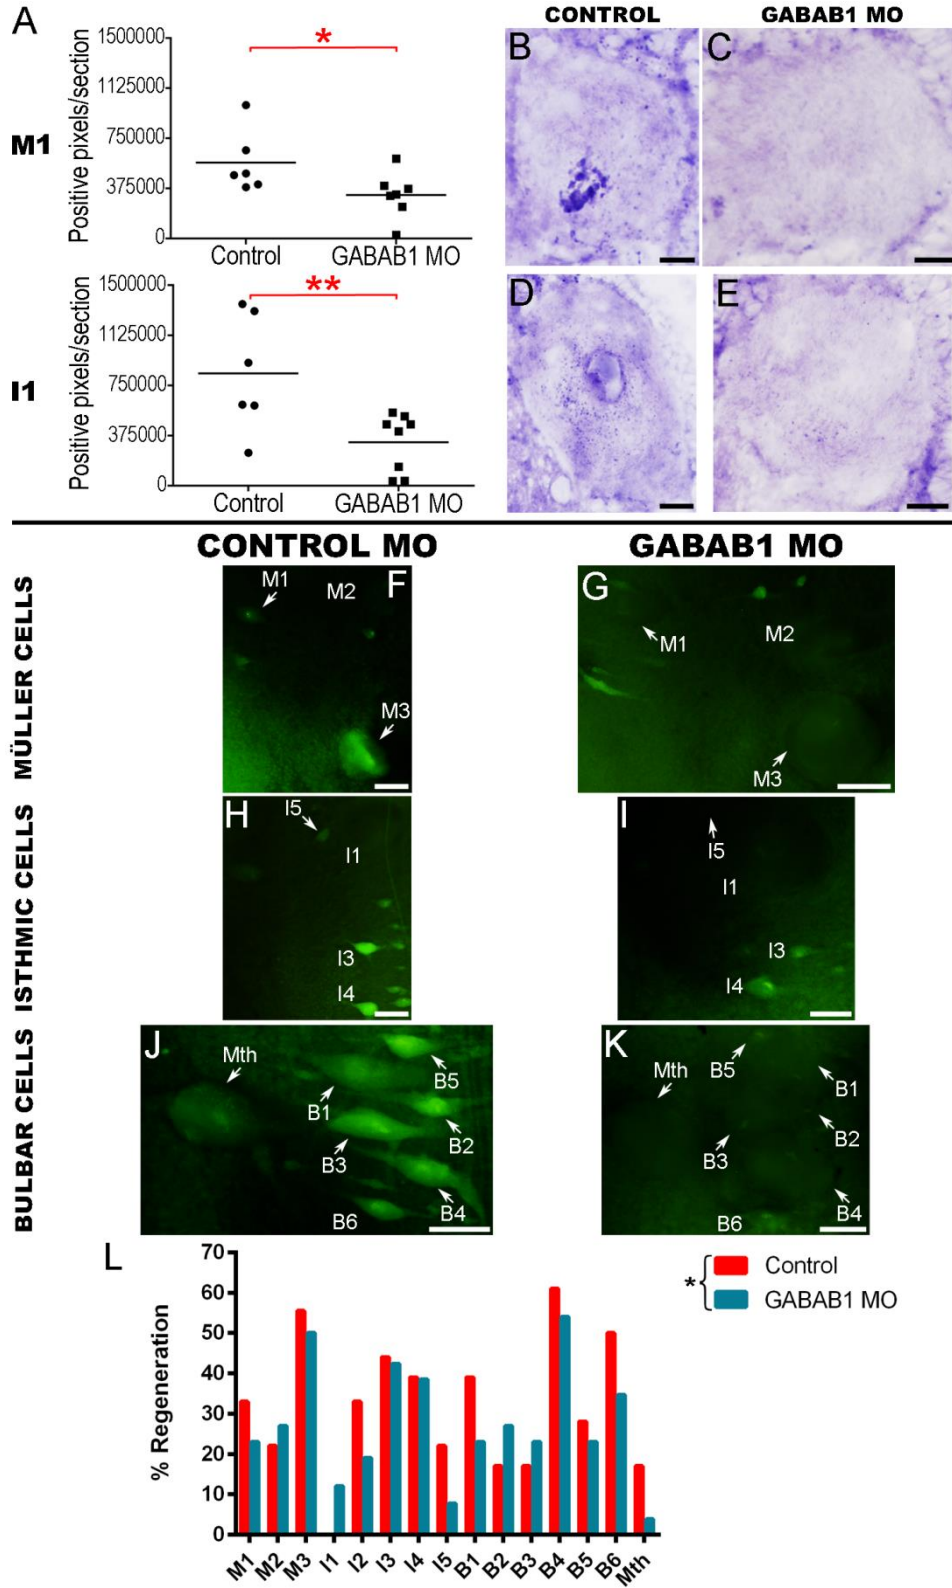 A
M1
Positive pixels/section
1500000
1125000
750000
375000
0
*
Control
GABAB1 MO
I1
Positive pixels/section
1500000
1125000
750000
375000
0
**
Control
GABAB1 MO
CONTROL
GABAB1 MO
B
C
D
E
CONTROL MO
GABAB1 MO
MÜLLER CELLS
F
M1
M2
M3
G
M1
M2
M3
ISTHMIC CELLS
H
I5
I1
I3
I4
I
I5
I1
I3
I4
BULBAR CELLS
J
Mth
B5
B1
B2
B3
B4
B6
K
Mth
B5
B1
B2
B3
B4
B6
L
% Regeneration
70
60
50
40
30
20
10
0
M1 M2 M3 I1 I2 I3 I4 I5 B1 B2 B3 B4 B5 B6 Mth
*
Control
GABAB1 MO